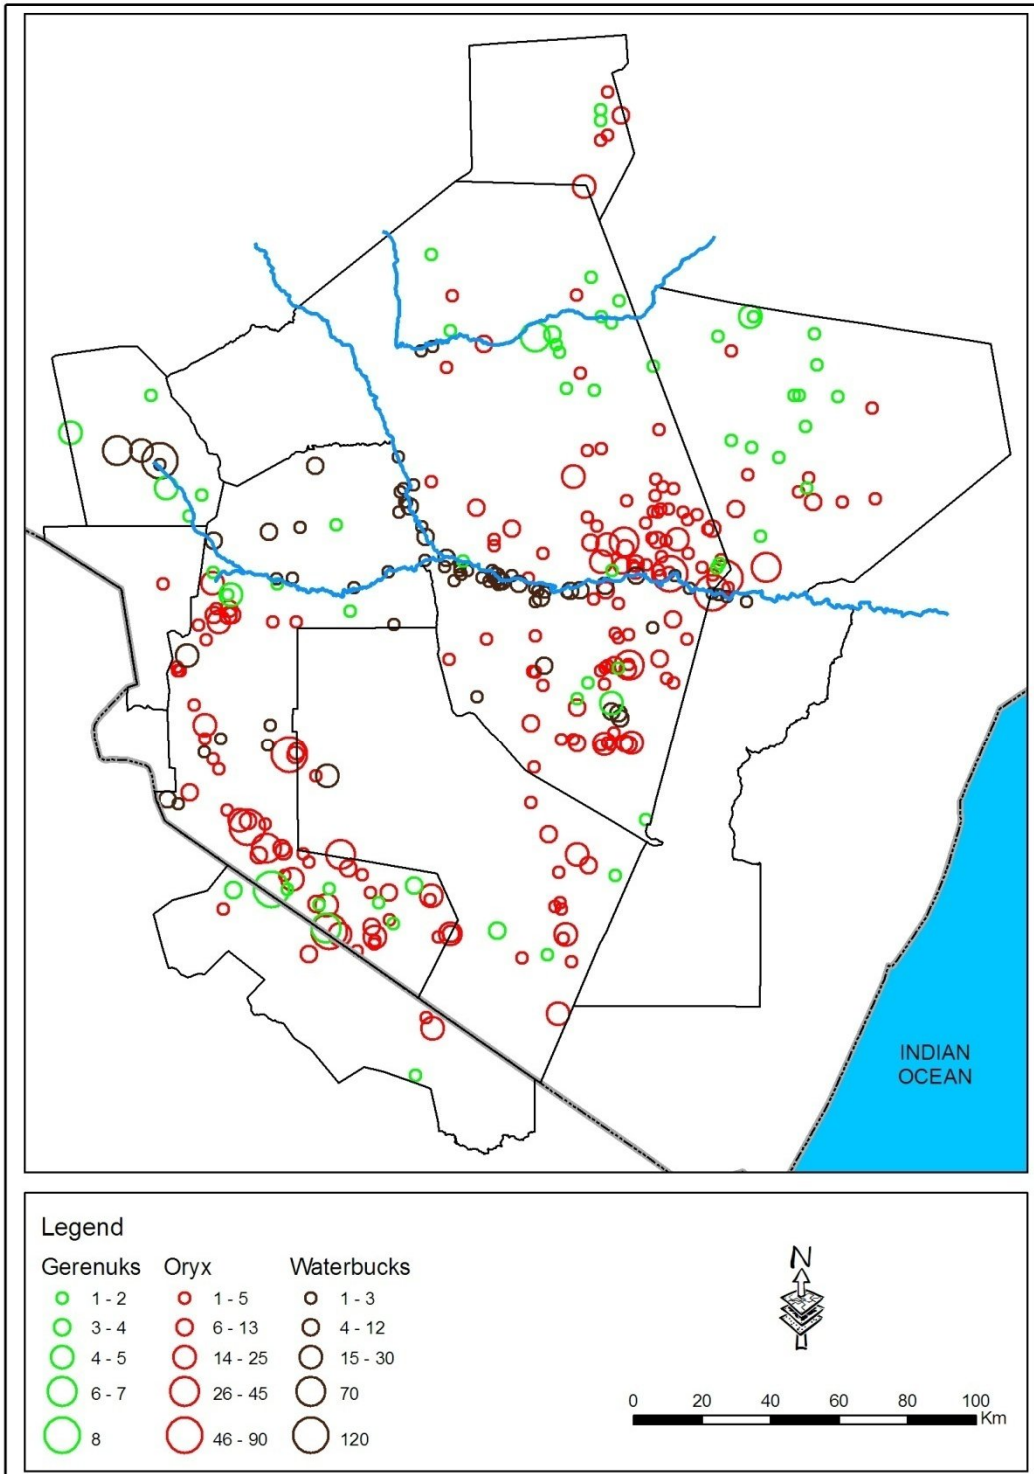 INDIAN
OCEAN
Legend
Gerenuks Oryx Waterbucks
1 - 2 1 - 5 1 - 3
3 - 4 6 - 13 4 - 12
4 - 5 14 - 25 15 - 30
6 - 7 26 - 45 70
8 46 - 90 120
N
0 20 40 60 80 100
Km